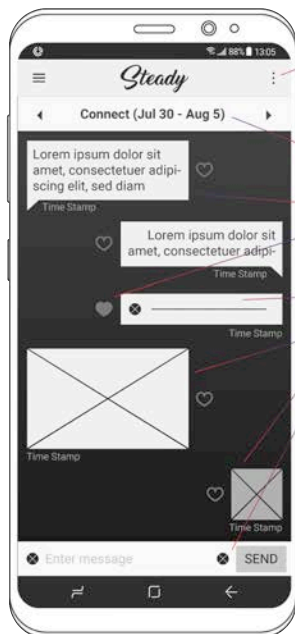 88% 13:05
Steady
Connect (Jul 30 - Aug 5)
Lorem ipsum dolor sit
amet, consectetuer adipi-
scing elit, sed diam
Time Stamp
Lorem ipsum dolor sit
amet, consectetuer adipi-
Time Stamp
Time Stamp
Time Stamp
Time Stamp
Enter message
SEND